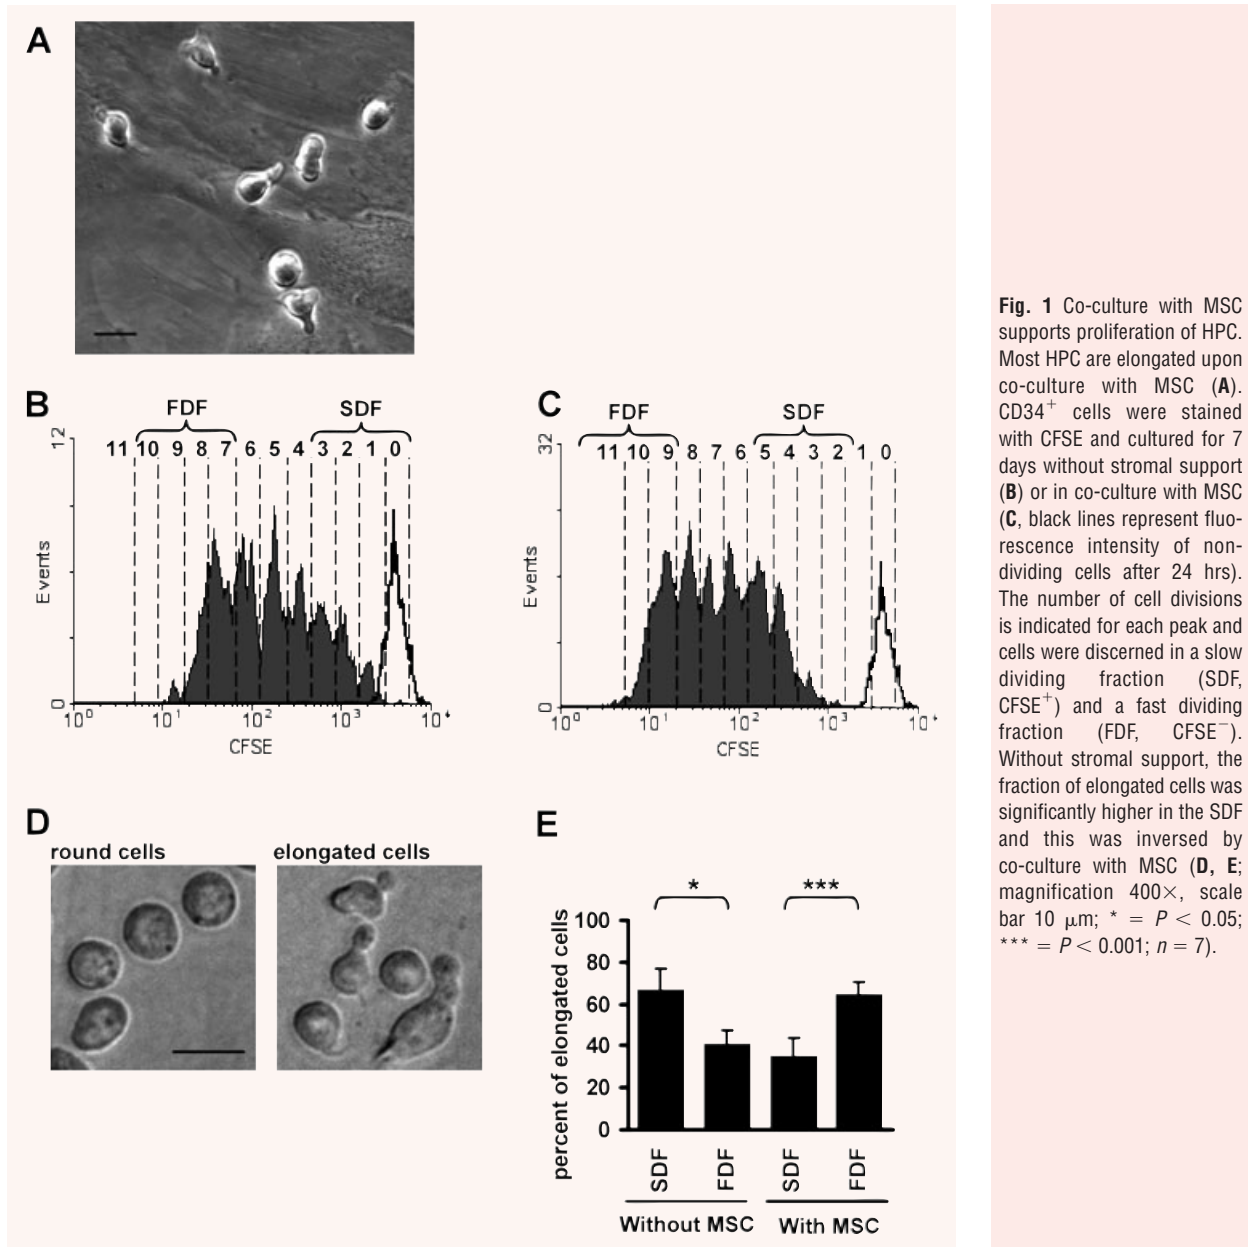 A
B
FDF
SDF
11 10 9 8 7 6 5 4 3 2 1 0
12
Events
0
10⁰ 10¹ 10² 10³ 10⁴
CFSE
C
FDF
SDF
11 10 9 8 7 6 5 4 3 2 1 0
32
Events
0
10⁰ 10¹ 10² 10³ 10⁴
CFSE
D
round cells
elongated cells
E
* ***
percent of elongated cells
100
80
60
40
20
0
SDF FDF SDF FDF
Without MSC With MSC
Fig. 1 Co-culture with MSC
supports proliferation of HPC.
Most HPC are elongated upon
co-culture with MSC (A).
CD34⁺ cells were stained
with CFSE and cultured for 7
days without stromal support
(B) or in co-culture with MSC
(C, black lines represent fluo-
rescence intensity of non-
dividing cells after 24 hrs).
The number of cell divisions
is indicated for each peak and
cells were discerned in a slow
dividing fraction (SDF,
CFSE⁺) and a fast dividing
fraction (FDF, CFSE⁻).
Without stromal support, the
fraction of elongated cells was
significantly higher in the SDF
and this was inversed by
co-culture with MSC (D, E;
magnification 400×, scale
bar 10 μm; * = P < 0.05;
*** = P < 0.001; n = 7).